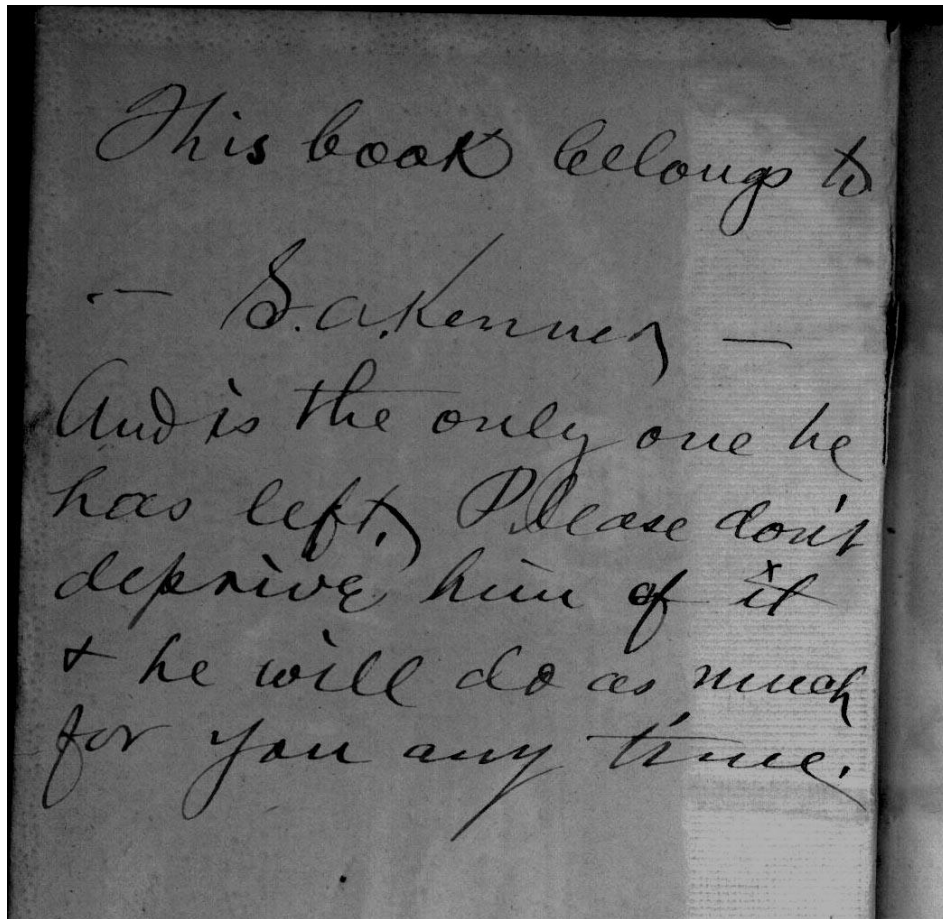 This book belongs to
— S. A. Kenner —
And is the only one he
has left. Please don't
deprive him of it
+ he will do as much
for you any time.